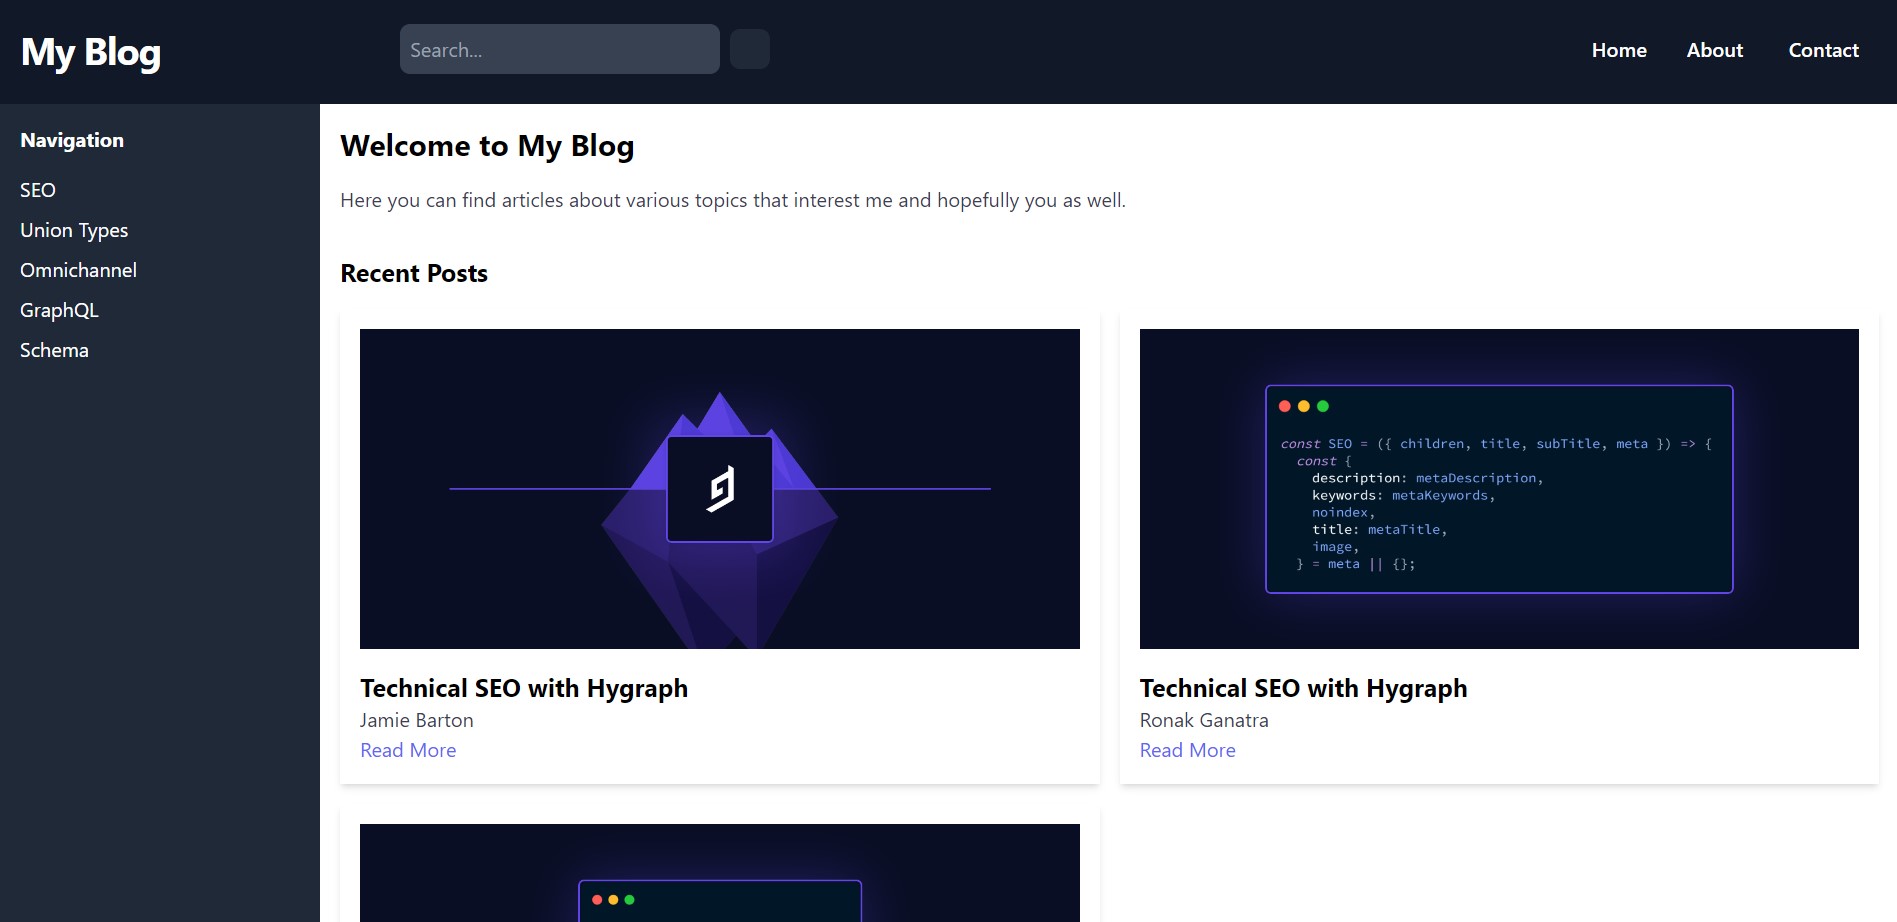 My Blog
Search...
Home
About
Contact
Navigation
SEO
Union Types
Omnichannel
GraphQL
Schema
Welcome to My Blog
Here you can find articles about various topics that interest me and hopefully you as well.
Recent Posts
Technical SEO with Hygraph
Jamie Barton
Read More
const SEO = ({ children, title, subTitle, meta }) => {
const {
description: metaDescription,
keywords: metaKeywords,
noindex,
title: metaTitle,
image,
} = meta || {};
Technical SEO with Hygraph
Ronak Ganatra
Read More